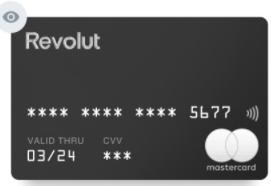 Revolut
**** **** **** 5677
VALID THRU CVV
03/24 ***
mastercard